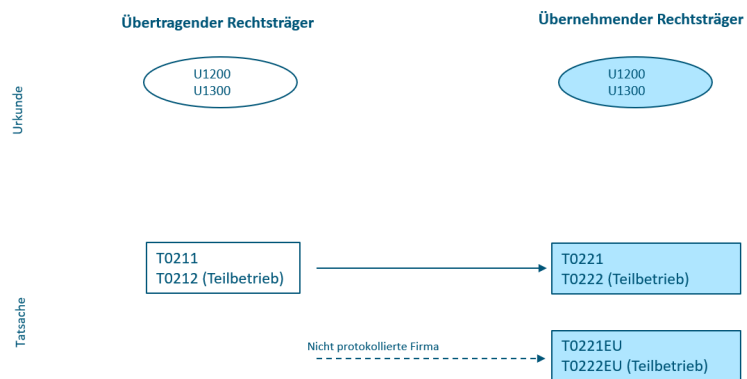 Übertragender Rechtsträger
Übernehmender Rechtsträger
Urkunde
U1200
U1300
U1200
U1300
Tatsache
T0211
T0212 (Teilbetrieb)
T0221
T0222 (Teilbetrieb)
Nicht protokollierte Firma
T0221EU
T0222EU (Teilbetrieb)